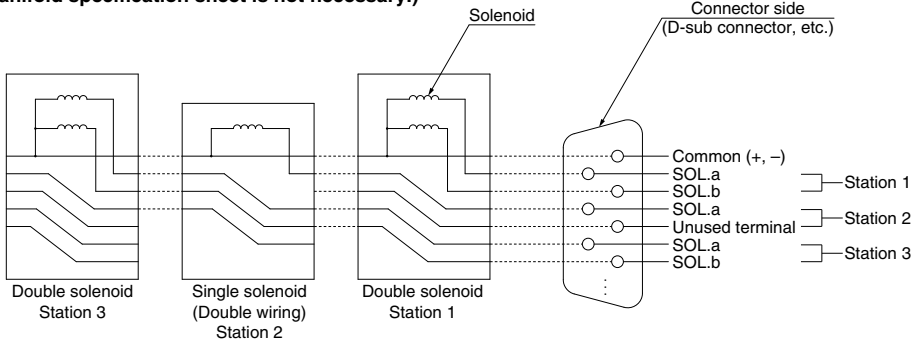 anifold specification sheet is not necessary.)
Solenoid
Connector side
(D-sub connector, etc.)
Common (+, –)
SOL.a
SOL.b
Station 1
SOL.a
Unused terminal
Station 2
SOL.a
SOL.b
Station 3
Double solenoid
Station 3
Single solenoid
(Double wiring)
Station 2
Double solenoid
Station 1